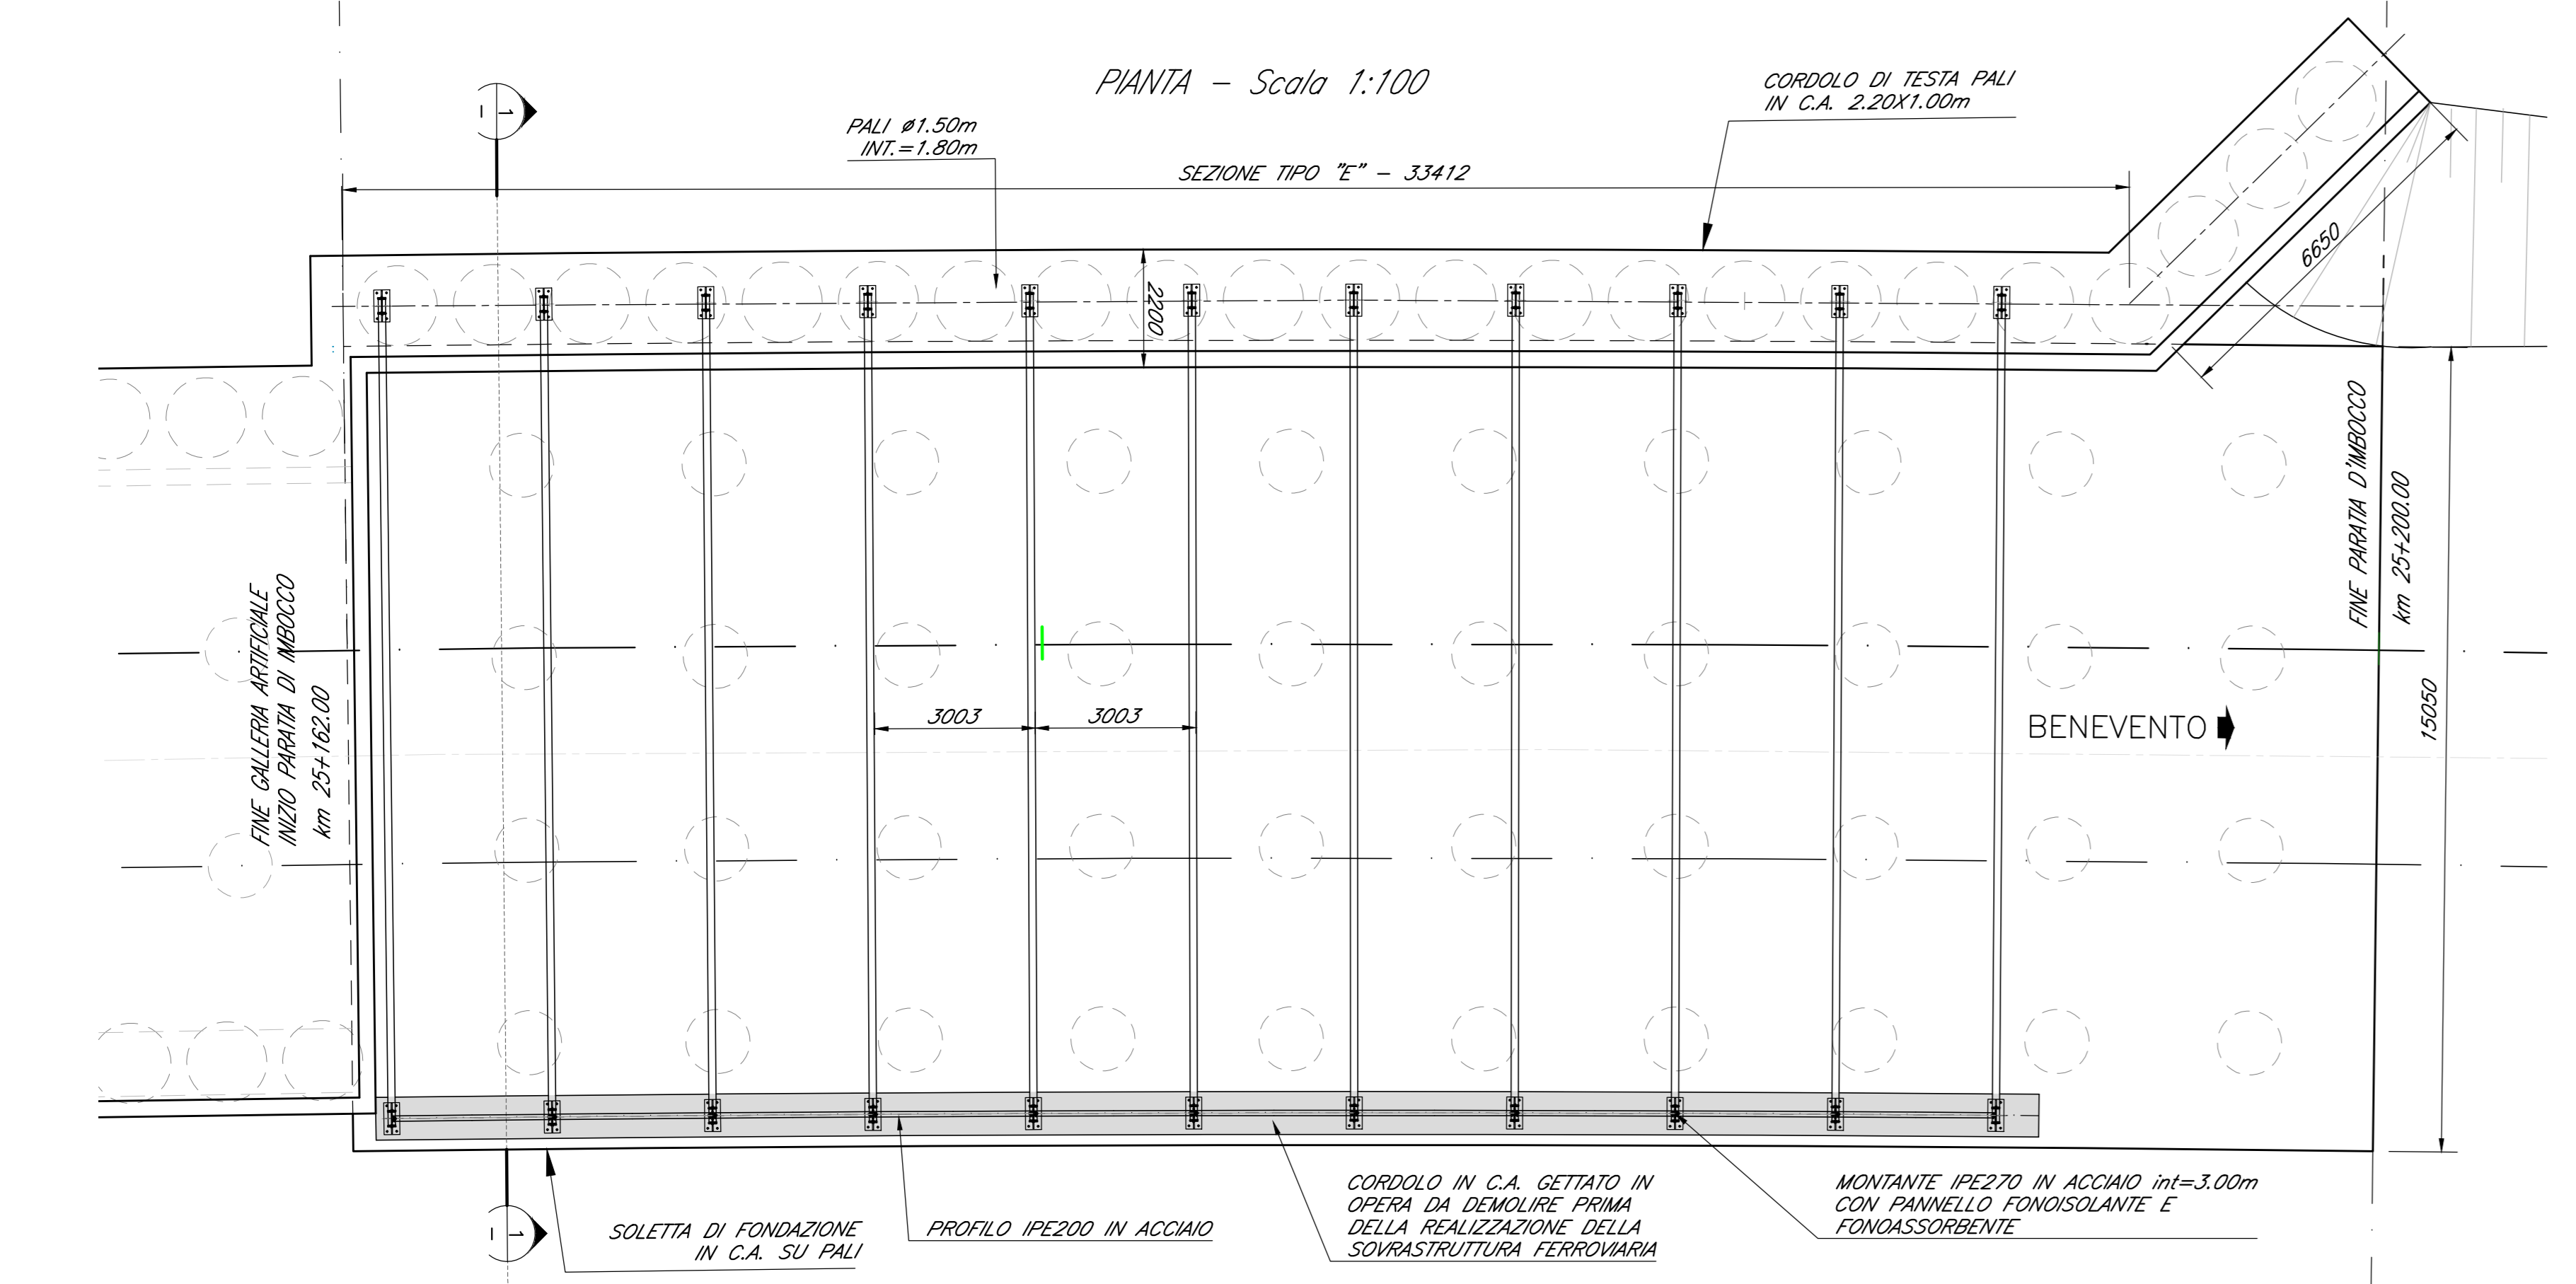 PIANTA - Scala 1:100
CORDOLO DI TESTA PALI
IN C.A. 2.20X1.00m
PALI ø1.50m
INT.=1.80m
SEZIONE TIPO "E" - 33412
1
6650
2200
FINE PARATIA D'IMBOCCO
km 25+200.00
FINE GALLERIA ARTIFICIALE
INIZIO PARATIA DI IMBOCCO
km 25+162.00
3003
3003
BENEVENTO
15050
1
SOLETTA DI FONDAZIONE
IN C.A. SU PALI
PROFILO IPE200 IN ACCIAIO
CORDOLO IN C.A. GETTATO IN
OPERA DA DEMOLIRE PRIMA
DELLA REALIZZAZIONE DELLA
SOVRASTRUTTURA FERROVIARIA
MONTANTE IPE270 IN ACCIAIO int=3.00m
CON PANNELLO FONOISOLANTE E
FONOASSORBENTE